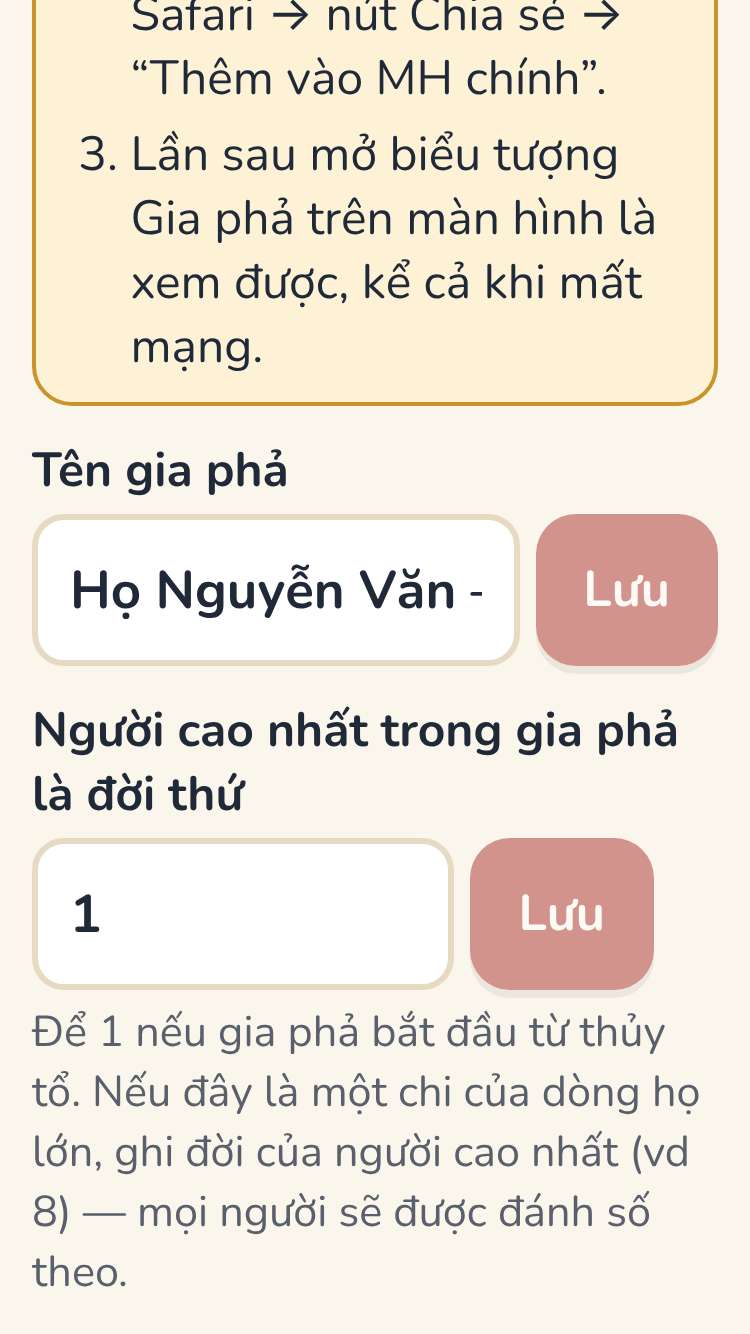 Safari → nút Chia sẻ →
“Thêm vào MH chính”.
3. Lần sau mở biểu tượng
Gia phả trên màn hình là
xem được, kể cả khi mất
mạng.
Tên gia phả
Họ Nguyễn Văn -
Lưu
Người cao nhất trong gia phả
là đời thứ
1
Lưu
Để 1 nếu gia phả bắt đầu từ thủy
tổ. Nếu đây là một chi của dòng họ
lớn, ghi đời của người cao nhất (vd
8) — mọi người sẽ được đánh số
theo.